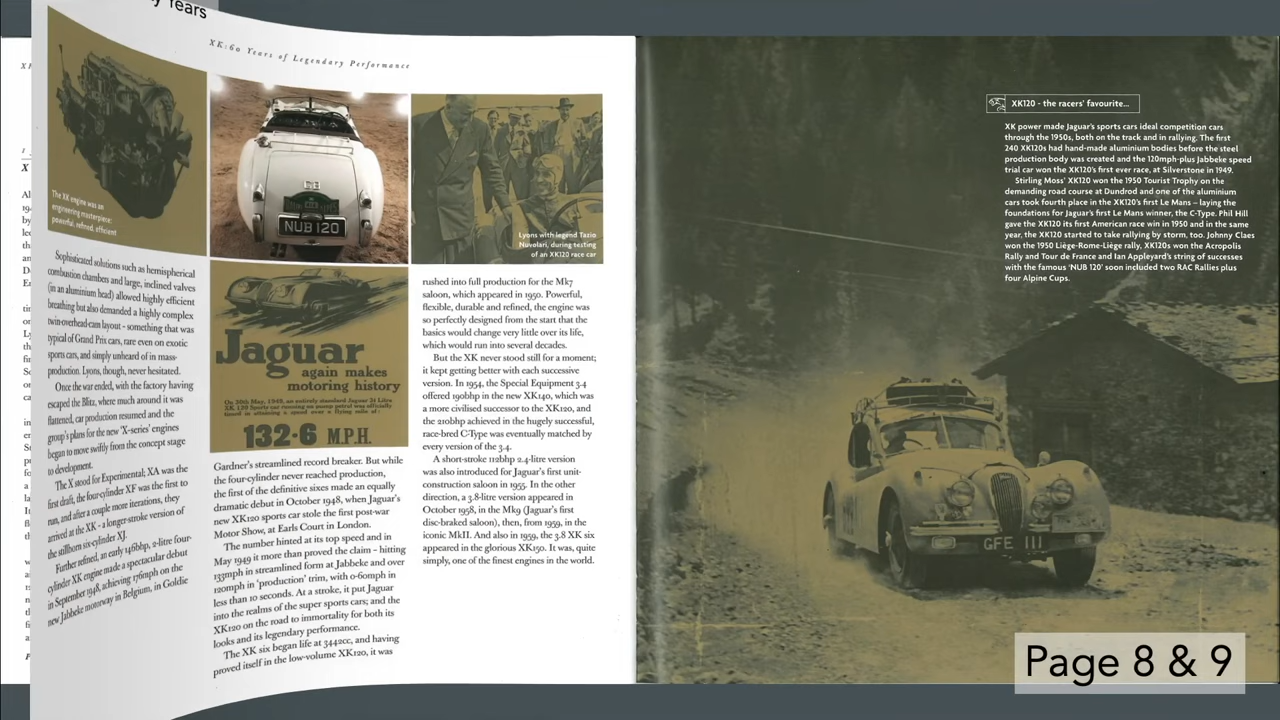 y Years
XK:60 Years of Legendary Performance
The XK engine was an
engineering masterpiece:
powerful, refined, efficient
NUB 120
Lyons with legend Tazio
Nuvolari, during testing
of an XK120 race car
Sophisticated solutions such as hemispherical
combustion chambers and large, inclined valves
(in an aluminium head) allowed highly efficient
breathing but also demanded a highly complex
twin-overhead-cam layout – something that was
typical of Grand Prix cars, rare even on exotic
sports cars, and simply unheard of in mass-
production. Lyons, though, never hesitated.
Once the war ended, with the factory having
escaped the Blitz, where much around it was
flattened, car production resumed and the
group's plans for the new 'X-series' engines
began to move swiftly from the concept stage
to development.
The X stood for Experimental; XA was the
first draft, the four-cylinder XF was the first to
run, and after a couple more iterations, they
arrived at the XK - a longer-stroke version of
the stillborn six-cylinder XJ.
Further refined, an early 146bhp, 2-litre four-
cylinder XK engine made a spectacular debut
in September 1948, achieving 176mph on the
new Jabbeke motorway in Belgium, in Goldie
Jaguar
again makes
motoring history
On 30th May, 1949, an entirely standard Jaguar 3½ Litre
XK 120 Sports car running on pump petrol was officially
timed in attaining a speed over a flying mile of:
132·6 M.P.H.
Gardner's streamlined record breaker. But while
the four-cylinder never reached production,
the first of the definitive sixes made an equally
dramatic debut in October 1948, when Jaguar's
new XK120 sports car stole the first post-war
Motor Show, at Earls Court in London.
The number hinted at its top speed and in
May 1949 it more than proved the claim – hitting
133mph in streamlined form at Jabbeke and over
120mph in 'production' trim, with 0-60mph in
less than 10 seconds. At a stroke, it put Jaguar
into the realms of the super sports cars; and the
XK120 on the road to immortality for both its
looks and its legendary performance.
The XK six began life at 3442cc, and having
proved itself in the low-volume XK120, it was
rushed into full production for the Mk7
saloon, which appeared in 1950. Powerful,
flexible, durable and refined, the engine was
so perfectly designed from the start that the
basics would change very little over its life,
which would run into several decades.
But the XK never stood still for a moment;
it kept getting better with each successive
version. In 1954, the Special Equipment 3.4
offered 190bhp in the new XK140, which was
a more civilised successor to the XK120, and
the 210bhp achieved in the hugely successful,
race-bred C-Type was eventually matched by
every version of the 3.4.
A short-stroke 112bhp 2.4-litre version
was also introduced for Jaguar's first unit-
construction saloon in 1955. In the other
direction, a 3.8-litre version appeared in
October 1958, in the Mk9 (Jaguar's first
disc-braked saloon), then, from 1959, in the
iconic MkII. And also in 1959, the 3.8 XK six
appeared in the glorious XK150. It was, quite
simply, one of the finest engines in the world.
XK120 - the racers' favourite...
XK power made Jaguar's sports cars ideal competition cars
through the 1950s, both on the track and in rallying. The first
240 XK120s had hand-made aluminium bodies before the steel
production body was created and the 120mph-plus Jabbeke speed
trial car won the XK120's first ever race, at Silverstone in 1949.
Stirling Moss' XK120 won the 1950 Tourist Trophy on the
demanding road course at Dundrod and one of the aluminium
cars took fourth place in the XK120's first Le Mans – laying the
foundations for Jaguar's first Le Mans winner, the C-Type. Phil Hill
gave the XK120 its first American race win in 1950 and in the same
year, the XK120 started to take rallying by storm, too. Johnny Claes
won the 1950 Liège-Rome-Liège rally, XK120s won the Acropolis
Rally and Tour de France and Ian Appleyard's string of successes
with the famous 'NUB 120' soon included two RAC Rallies plus
four Alpine Cups.
GFE 111
Page 8 & 9